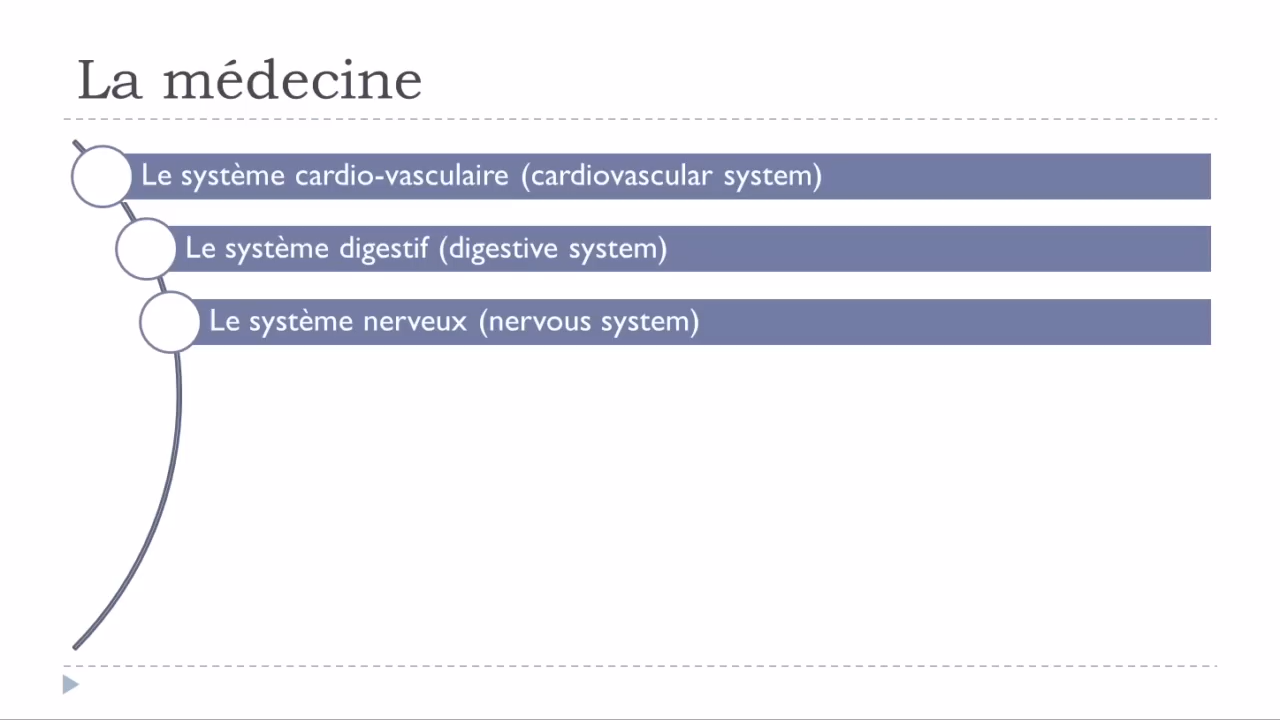 La médecine
Le système cardio-vasculaire (cardiovascular system)
Le système digestif (digestive system)
Le système nerveux (nervous system)